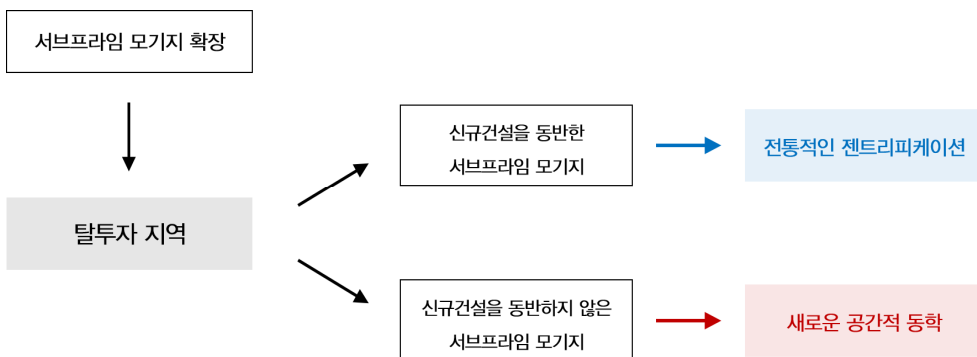 서브프라임 모기지 확장
탈투자 지역
신규건설을 동반한
서브프라임 모기지
전통적인 젠트리피케이션
신규건설을 동반하지 않은
서브프라임 모기지
새로운 공간적 동학